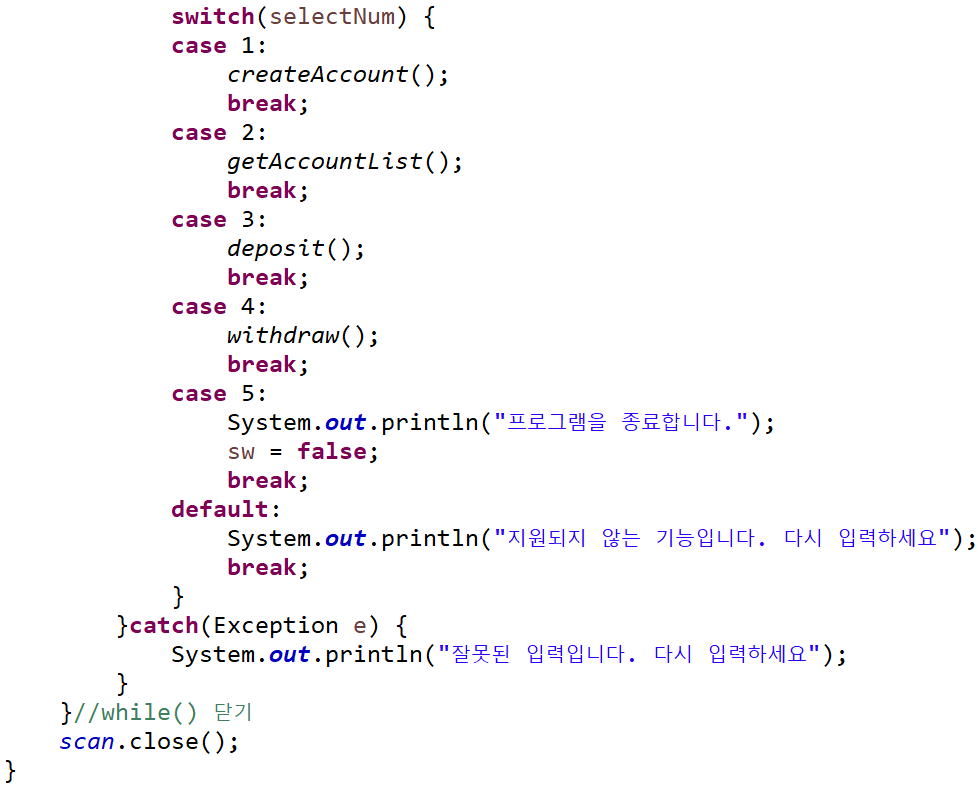 switch(selectNum) {
case 1:
createAccount();
break;
case 2:
getAccountList();
break;
case 3:
deposit();
break;
case 4:
withdraw();
break;
case 5:
System.out.println("프로그램을 종료합니다.");
sw = false;
break;
default:
System.out.println("지원되지 않는 기능입니다. 다시 입력하세요");
break;
}
}catch(Exception e) {
System.out.println("잘못된 입력입니다. 다시 입력하세요");
}
}//while() 닫기
scan.close();
}